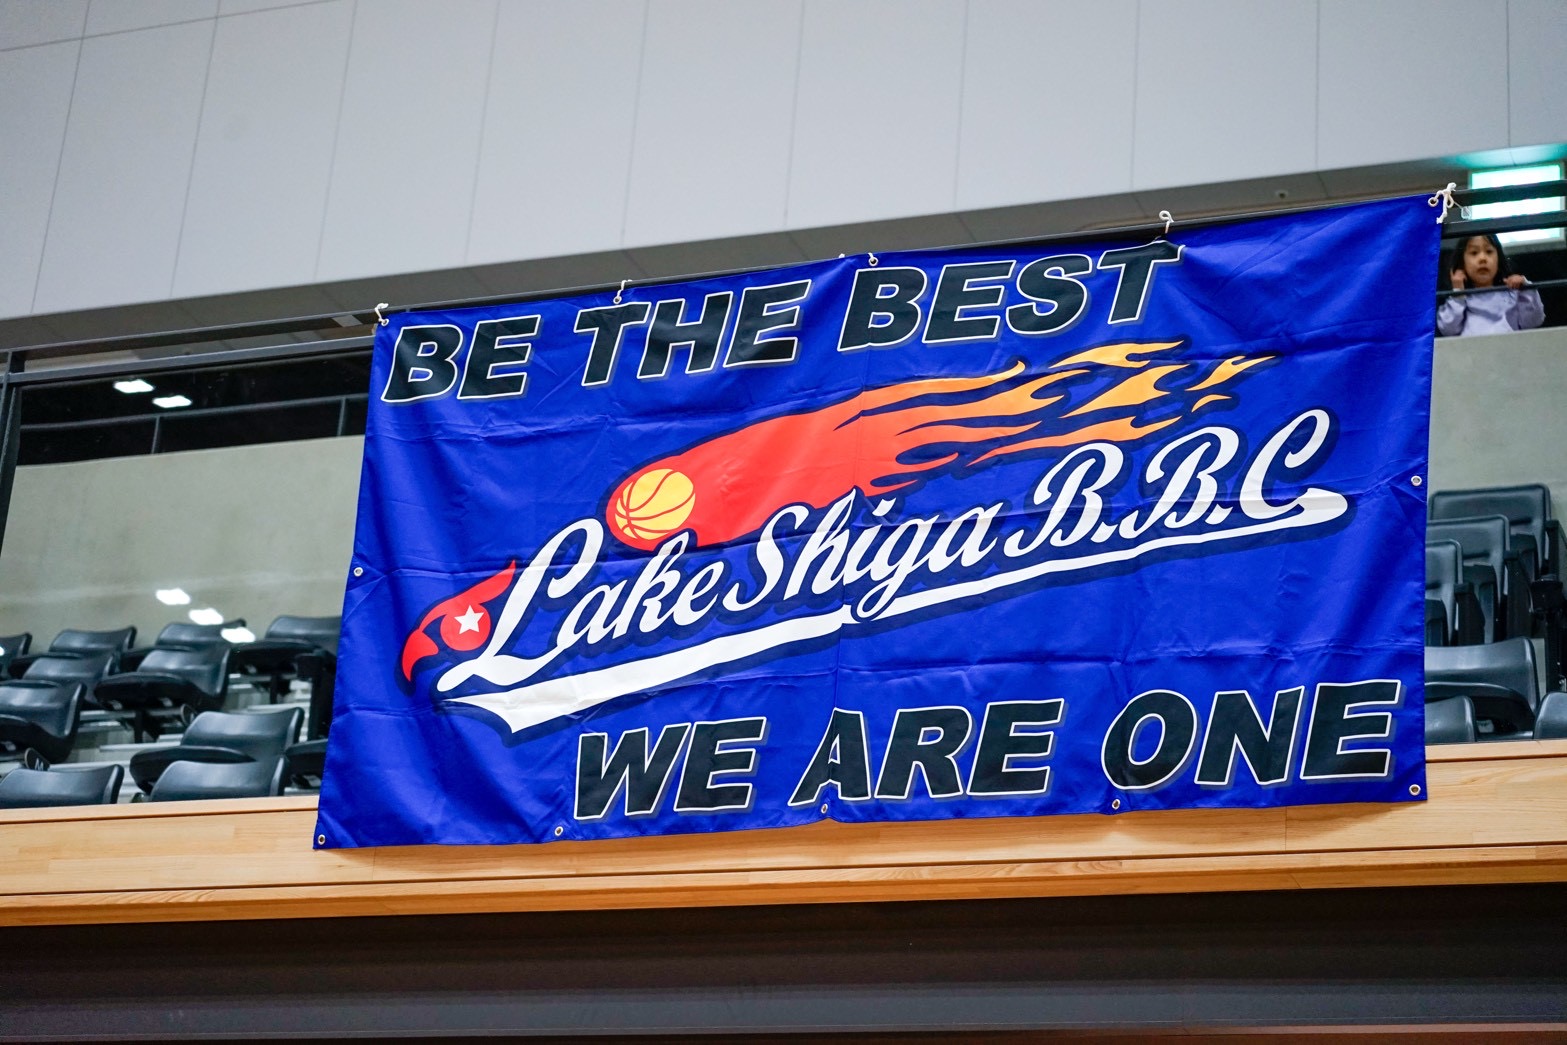 BE THE BEST
Lake Shiga B.B.C
WE ARE ONE